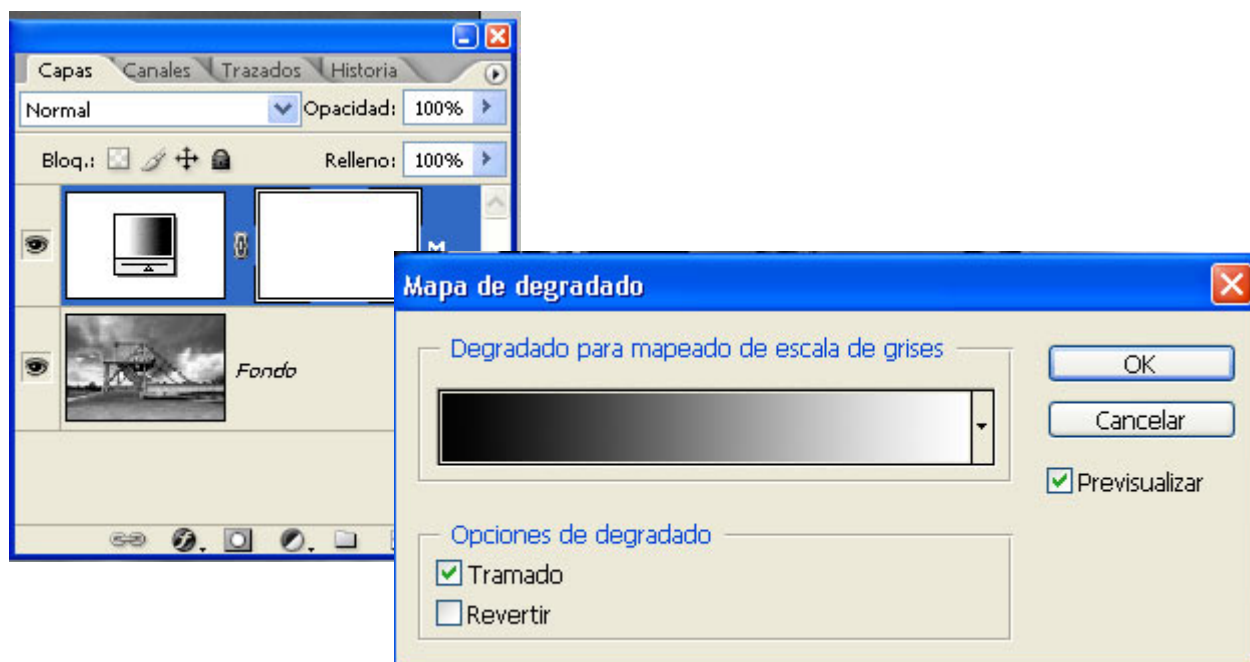 Capas Canales Trazados Historia
Normal Opacidad: 100%
Bloq.: Relleno: 100%
M
Fondo
Mapa de degradado
Degradado para mapeado de escala de grises
OK
Cancelar
Previsualizar
Opciones de degradado
Tramado
Revertir